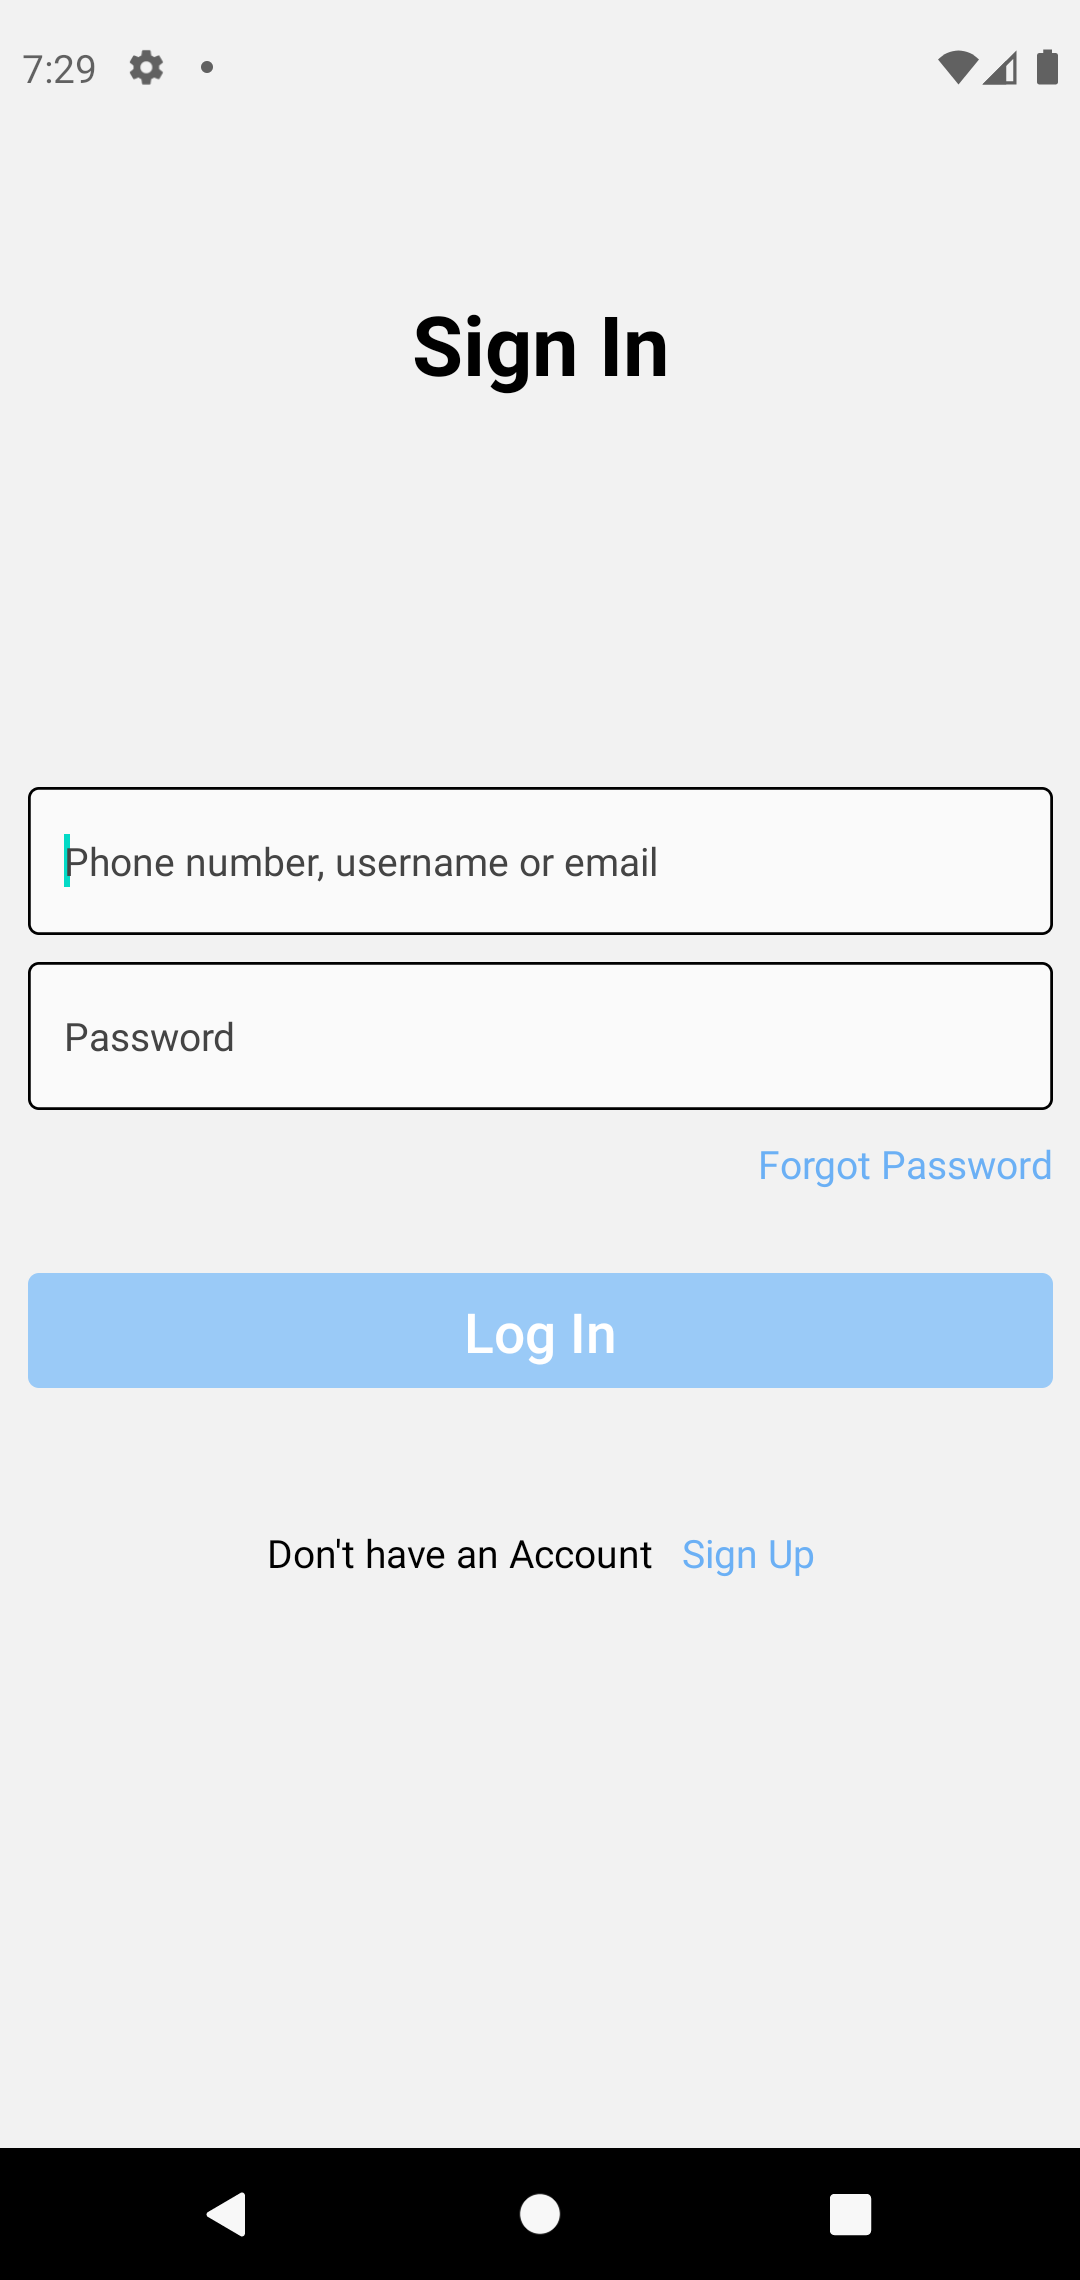 7:29
Sign In
Phone number, username or email
Password
Forgot Password
Log In
Don't have an Account Sign Up